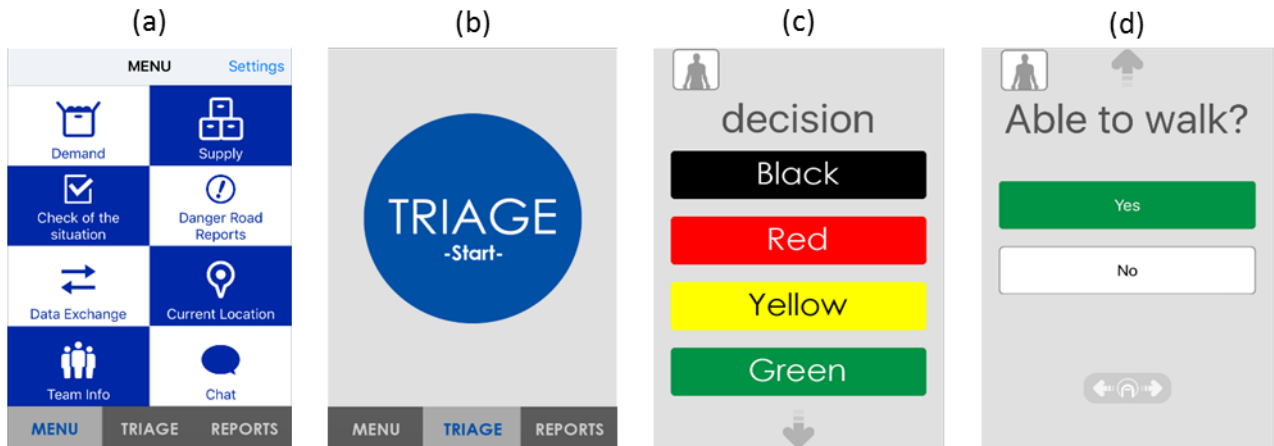 (a)
MENU Settings
Demand Supply
Check of the
situation
Danger Road
Reports
Data Exchange Current Location
Team Info Chat
MENU TRIAGE REPORTS
(b)
TRIAGE
-Start-
MENU TRIAGE REPORTS
(c)
decision
Black
Red
Yellow
Green
(d)
Able to walk?
Yes
No